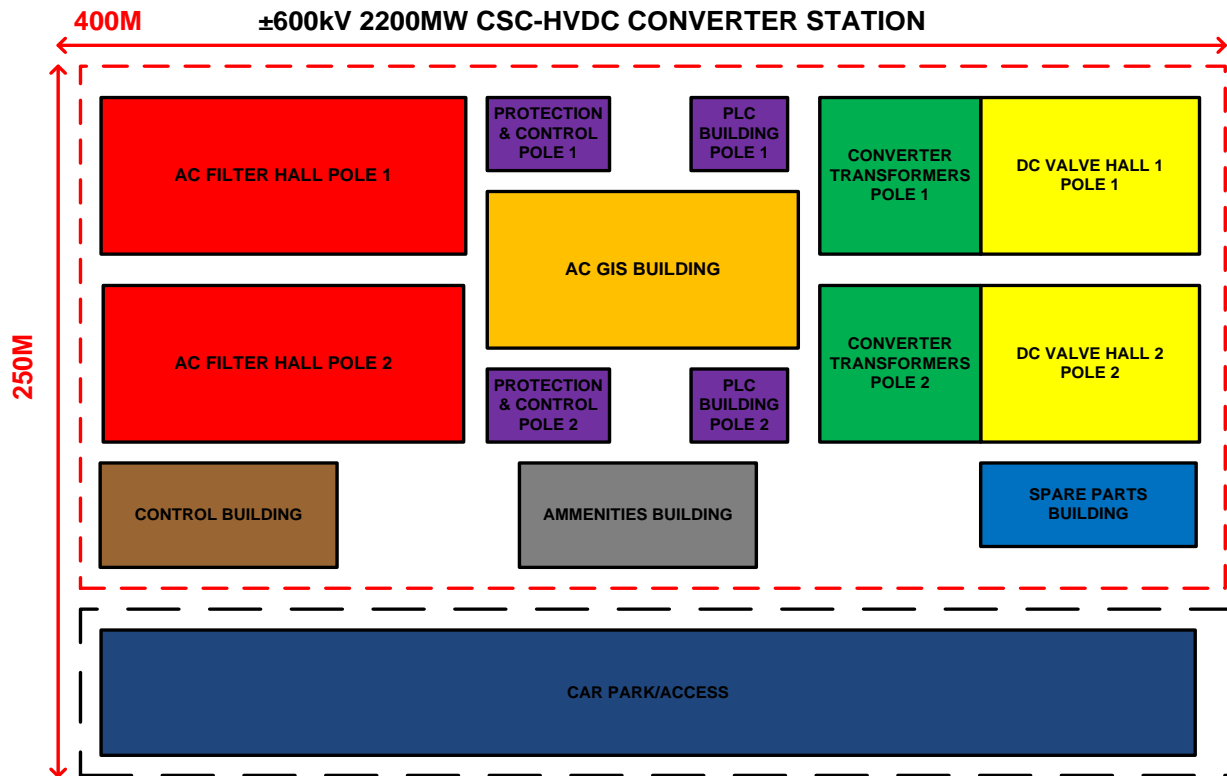 400M
±600kV 2200MW CSC-HVDC CONVERTER STATION
250M
AC FILTER HALL POLE 1
PROTECTION
& CONTROL
POLE 1
PLC
BUILDING
POLE 1
CONVERTER
TRANSFORMERS
POLE 1
DC VALVE HALL 1
POLE 1
AC GIS BUILDING
AC FILTER HALL POLE 2
PROTECTION
& CONTROL
POLE 2
PLC
BUILDING
POLE 2
CONVERTER
TRANSFORMERS
POLE 2
DC VALVE HALL 2
POLE 2
CONTROL BUILDING
AMMENITIES BUILDING
SPARE PARTS
BUILDING
CAR PARK/ACCESS